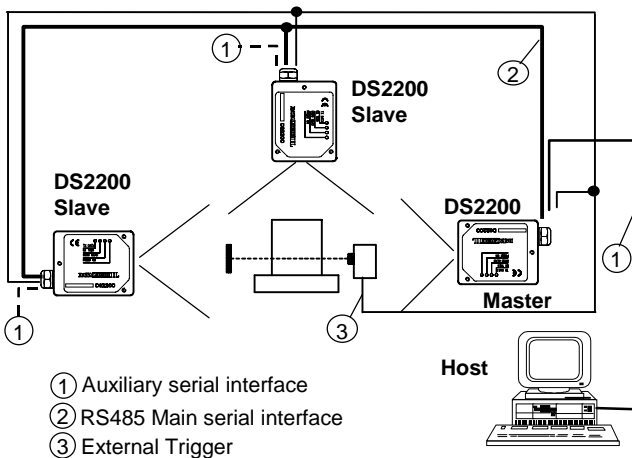 1
2
DS2200
Slave
DS2200
Slave
DS2200
1
Master
1
3
Host
1 Auxiliary serial interface
2 RS485 Main serial interface
3 External Trigger